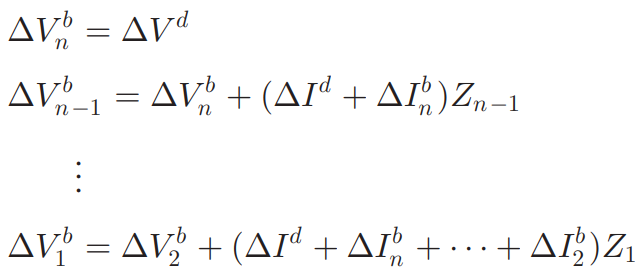 ΔV_n^b = ΔV^d
ΔV_{n-1}^b = ΔV_n^b + (ΔI^d + ΔI_n^b)Z_{n-1}
⋮
ΔV_1^b = ΔV_2^b + (ΔI^d + ΔI_n^b + ⋯ + ΔI_2^b)Z_1